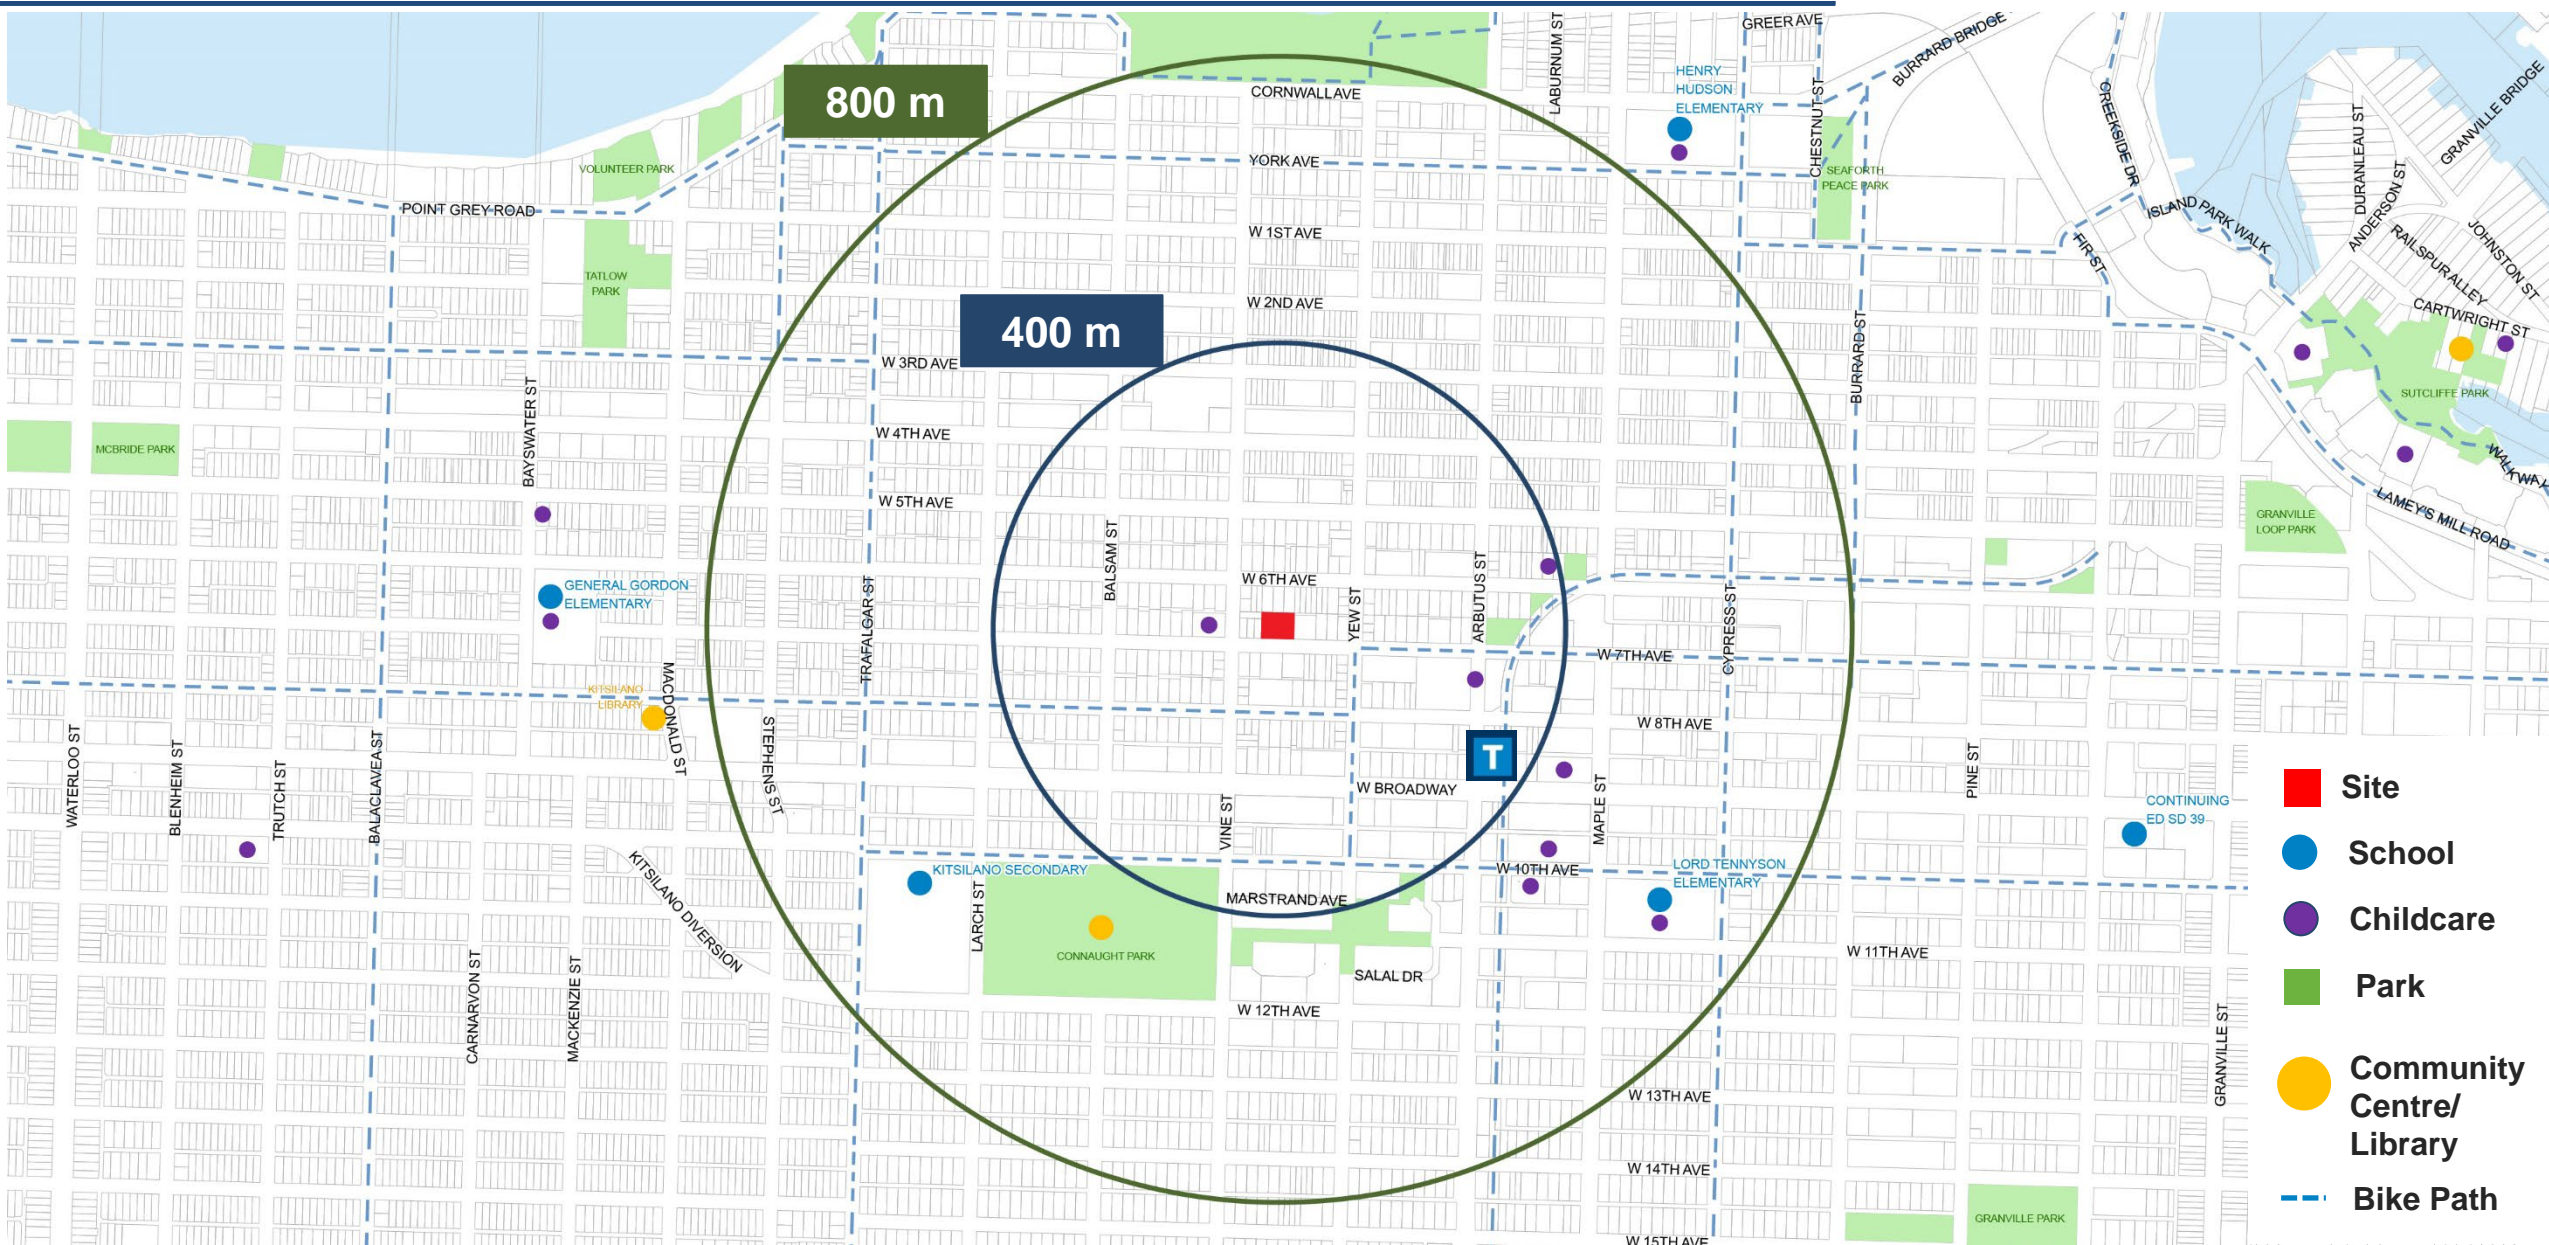 GREER AVE
BURRARD BRIDGE
LABURNUM ST
HENRY
HUDSON
ELEMENTARY
CHESTNUT ST
CREEKSIDE DR
GRANVILLE BRIDGE
800 m
CORNWALL AVE
DURANLEAU ST
VOLUNTEER PARK
YORK AVE
SEAFORTH
PEACE PARK
ANDERSON ST
POINT GREY ROAD
ISLAND PARK WALK
W 1ST AVE
FIR ST
RAILSPUR ALLEY
JOHNSTON ST
TATLOW
PARK
W 2ND AVE
CARTWRIGHT ST
400 m
BURRARD ST
W 3RD AVE
SUTCLIFFE PARK
BAYSWATER ST
MCBRIDE PARK
W 4TH AVE
WALKWAY
W 5TH AVE
LAMEY'S MILL ROAD
GRANVILLE
LOOP PARK
BALSAM ST
ARBUTUS ST
W 6TH AVE
GENERAL GORDON
ELEMENTARY
TRAFALGAR ST
YEW ST
CYPRESS ST
W 7TH AVE
KITSILANO
LIBRARY
MACDONALD ST
W 8TH AVE
STEPHENS ST
WATERLOO ST
BLENHEIM ST
TRUTCH ST
BALACLAVEA ST
T
W BROADWAY
VINE ST
MAPLE ST
PINE ST
Site
CONTINUING
ED SD 39
School
KITSILANO DIVERSION
KITSILANO SECONDARY
W 10TH AVE
LORD TENNYSON
ELEMENTARY
LARCH ST
MARSTRAND AVE
Childcare
CARNARVON ST
MACKENZIE ST
CONNAUGHT PARK
W 11TH AVE
SALAL DR
Park
W 12TH AVE
GRANVILLE ST
Community
Centre/
Library
W 13TH AVE
W 14TH AVE
Bike Path
GRANVILLE PARK
W 15TH AVE